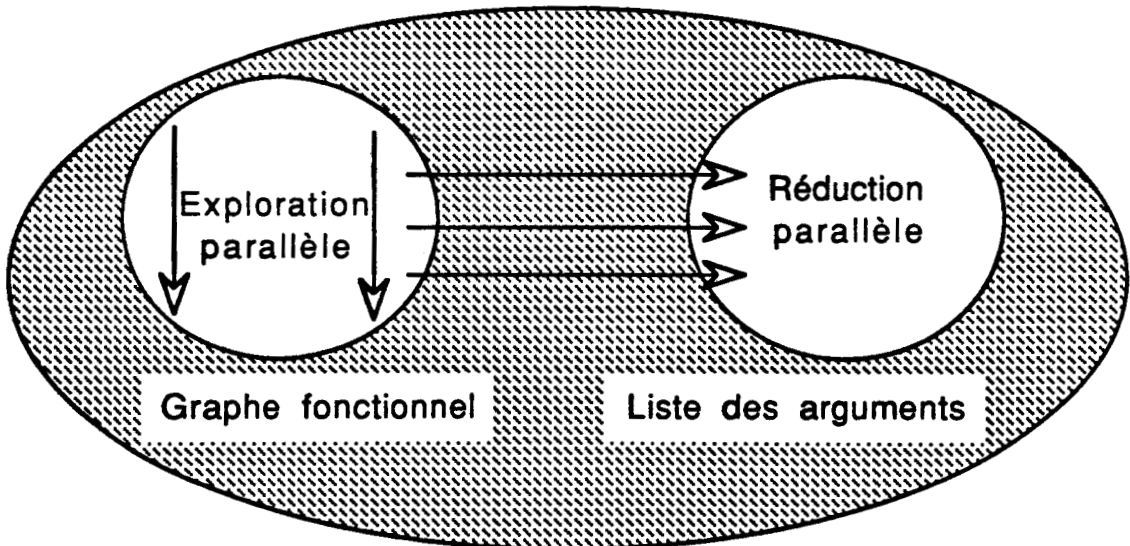 Exploration
parallèle
Réduction
parallèle
Graphe fonctionnel
Liste des arguments